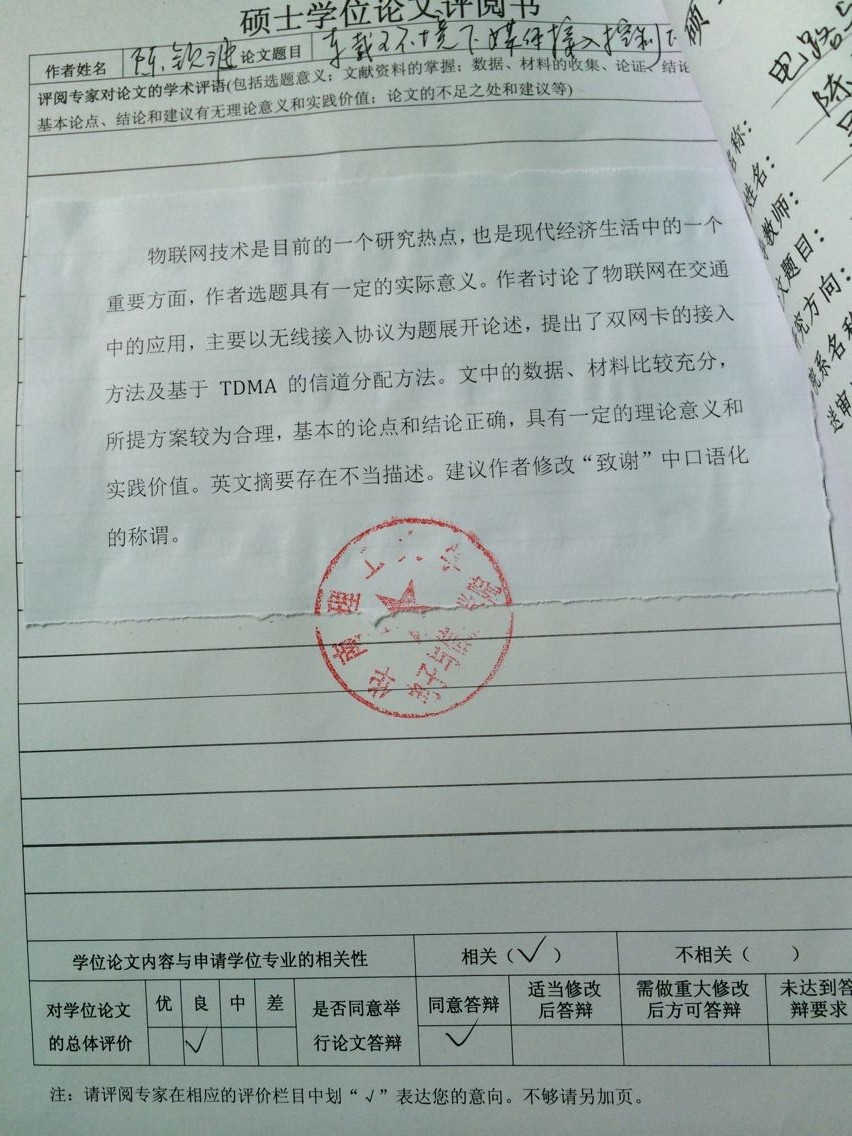 硕士学位论文评阅书
作者姓名 陈钦波 论文题目 车载环境下媒体接入控制
评阅专家对论文的学术评语(包括选题意义；文献资料的掌握；数据、材料的收集、论证、结论
基本论点、结论和建议有无理论意义和实践价值；论文的不足之处和建议等)
物联网技术是目前的一个研究热点，也是现代经济生活中的一个
重要方面，作者选题具有一定的实际意义。作者讨论了物联网在交通
中的应用，主要以无线接入协议为题展开论述，提出了双网卡的接入
方法及基于 TDMA 的信道分配方法。文中的数据、材料比较充分，
所提方案较为合理，基本的论点和结论正确，具有一定的理论意义和
实践价值。英文摘要存在不当描述。建议作者修改“致谢”中口语化
的称谓。
学位论文内容与申请学位专业的相关性 相关（√） 不相关（ ）
对学位论文的总体评价 优 良 中 差 是否同意举行论文答辩 同意答辩 适当修改后答辩 需做重大修改后方可答辩 未达到答辩要求
√ √
注：请评阅专家在相应的评价栏目中划“√”表达您的意向。不够请另加页。
硕
电路
陈
名称：
姓名：
教师：
文题目：
究方向：
院系名称
送审